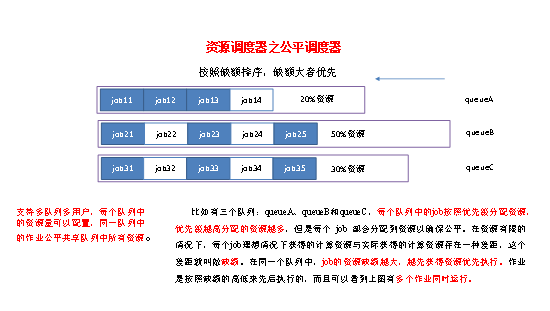 资源调度器之公平调度器
按照缺额排序，缺额大者优先
job11 job12 job13 job14 20%资源 queueA
job21 job22 job23 job24 job25 50%资源 queueB
job31 job32 job33 job34 job35 30%资源 queueC
支持多队列多用户，每个队列中
的资源量可以配置，同一队列中
的作业公平共享队列中所有资源。
比如有三个队列：queueA、queueB和queueC，每个队列中的job按照优先级分配资源，
优先级越高分配的资源越多，但是每个 job 都会分配到资源以确保公平。在资源有限的
情况下，每个job理想情况下获得的计算资源与实际获得的计算资源存在一种差距，这个
差距就叫做缺额。在同一个队列中，job的资源缺额越大，越先获得资源优先执行。作业
是按照缺额的高低来先后执行的，而且可以看到上图有多个作业同时运行。